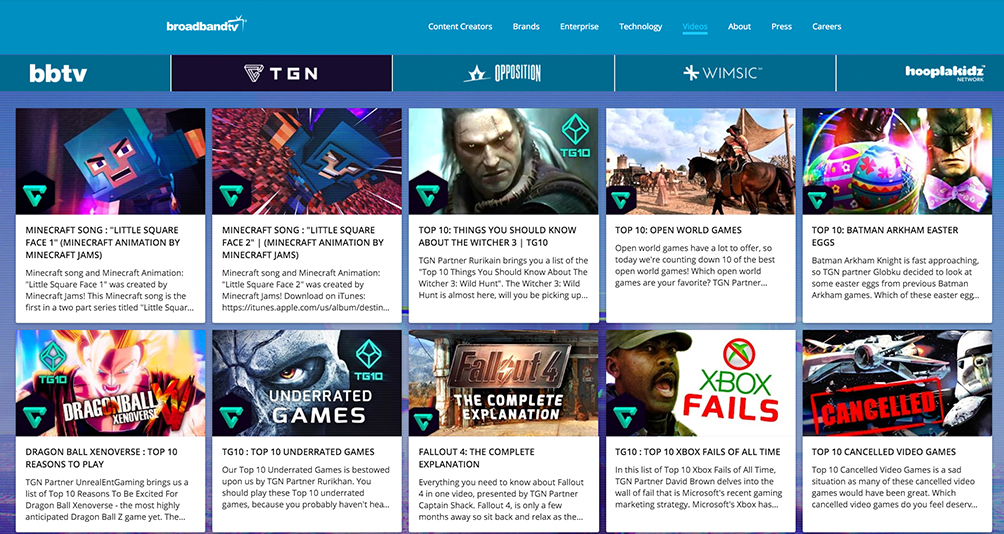 broadbandtv
Content Creators Brands Enterprise Technology Videos About Press Careers
bbtv TGN OPPOSITION WIMSIC hooplakidz
NETWORK
TG10
MINECRAFT SONG : "LITTLE SQUARE
FACE 1" (MINECRAFT ANIMATION BY
MINECRAFT JAMS)
Minecraft song and Minecraft Animation:
"Little Square Face 1" was created by
Minecraft Jams! This Minecraft song is the
first in a two part series titled "Little Squar...
MINECRAFT SONG : "LITTLE SQUARE
FACE 2" | (MINECRAFT ANIMATION BY
MINECRAFT JAMS)
Minecraft song and Minecraft Animation:
"Little Square Face 2" was created by
Minecraft Jams! Download on iTunes:
https://itunes.apple.com/us/album/destin...
TOP 10: THINGS YOU SHOULD KNOW
ABOUT THE WITCHER 3 | TG10
TGN Partner Rurikain brings you a list of the
"Top 10 Things You Should Know About The
Witcher 3: Wild Hunt". The Witcher 3: Wild
Hunt is almost here, will you be picking up...
TOP 10: OPEN WORLD GAMES
Open world games have a lot to offer, so
today we're counting down 10 of the best
open world games! Which open world
games are your favorite? TGN Partner...
TOP 10: BATMAN ARKHAM EASTER
EGGS
Batman Arkham Knight is fast approaching,
so TGN partner Globku decided to look at
some easter eggs from previous Batman
Arkham games. Which of these easter egg...
TG10
DRAGONBALL
XENOVERSE
DRAGON BALL XENOVERSE : TOP 10
REASONS TO PLAY
TGN Partner UnrealEntGaming brings us a
list of Top 10 Reasons To Be Excited For
Dragon Ball Xenoverse - the most highly
anticipated Dragon Ball Z game yet. The...
TG10
UNDERRATED
GAMES
TG10 : TOP 10 UNDERRATED GAMES
Our Top 10 Underrated Games is bestowed
upon us by TGN Partner Rurikhan. You
should play these Top 10 underrated
games, because you probably haven't hea...
Fallout 4
THE COMPLETE
EXPLANATION
FALLOUT 4: THE COMPLETE
EXPLANATION
Everything you need to know about Fallout
4 in one video, presented by TGN Partner
Captain Shack. Fallout 4, is only a few
months away so sit back and relax as the...
XBOX
FAILS
TG10 : TOP 10 XBOX FAILS OF ALL TIME
In this list of Top 10 Xbox Fails of All Time,
TGN Partner David Brown delves into the
wall of fail that is Microsoft's recent gaming
marketing strategy. Microsoft's Xbox has...
CANCELLED
TOP 10 CANCELLED VIDEO GAMES
Top 10 Cancelled Video Games is a sad
situation as many of these cancelled video
games would have been great. Which
cancelled video games do you feel deserv...